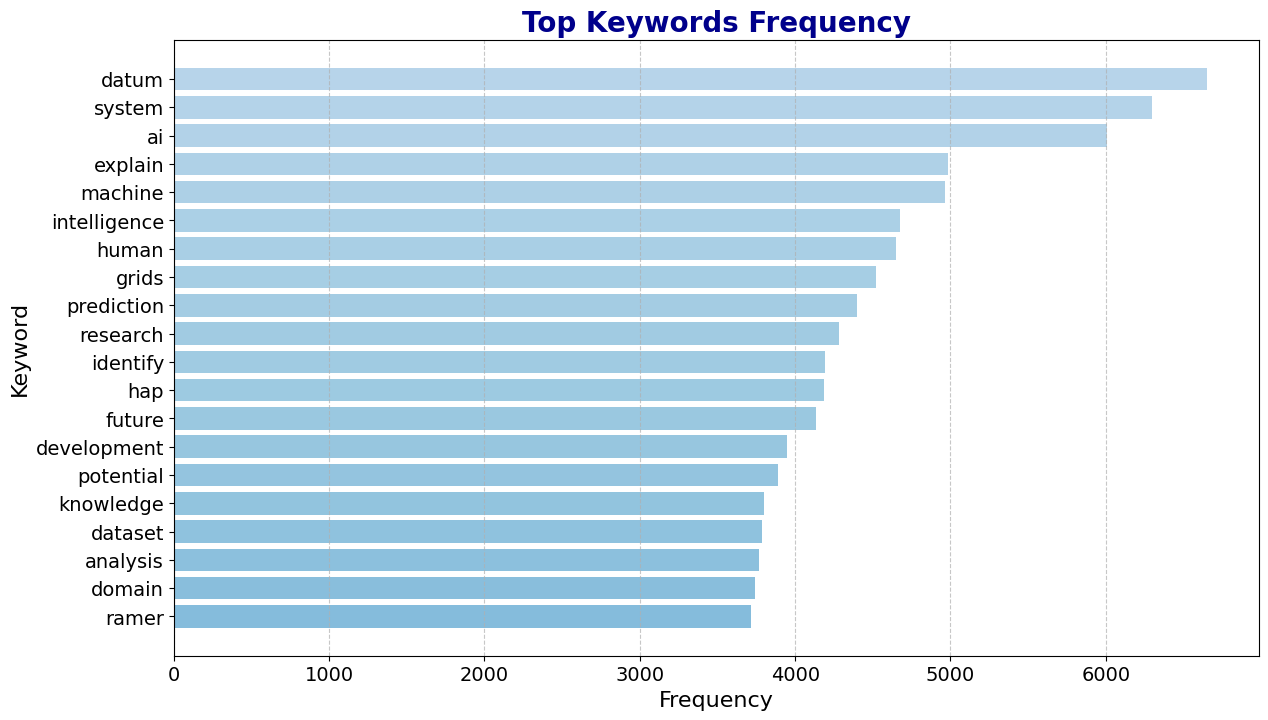 Top Keywords Frequency
Keyword
datum
system
ai
explain
machine
intelligence
human
grids
prediction
research
identify
hap
future
development
potential
knowledge
dataset
analysis
domain
ramer
0 1000 2000 3000 4000 5000 6000
Frequency